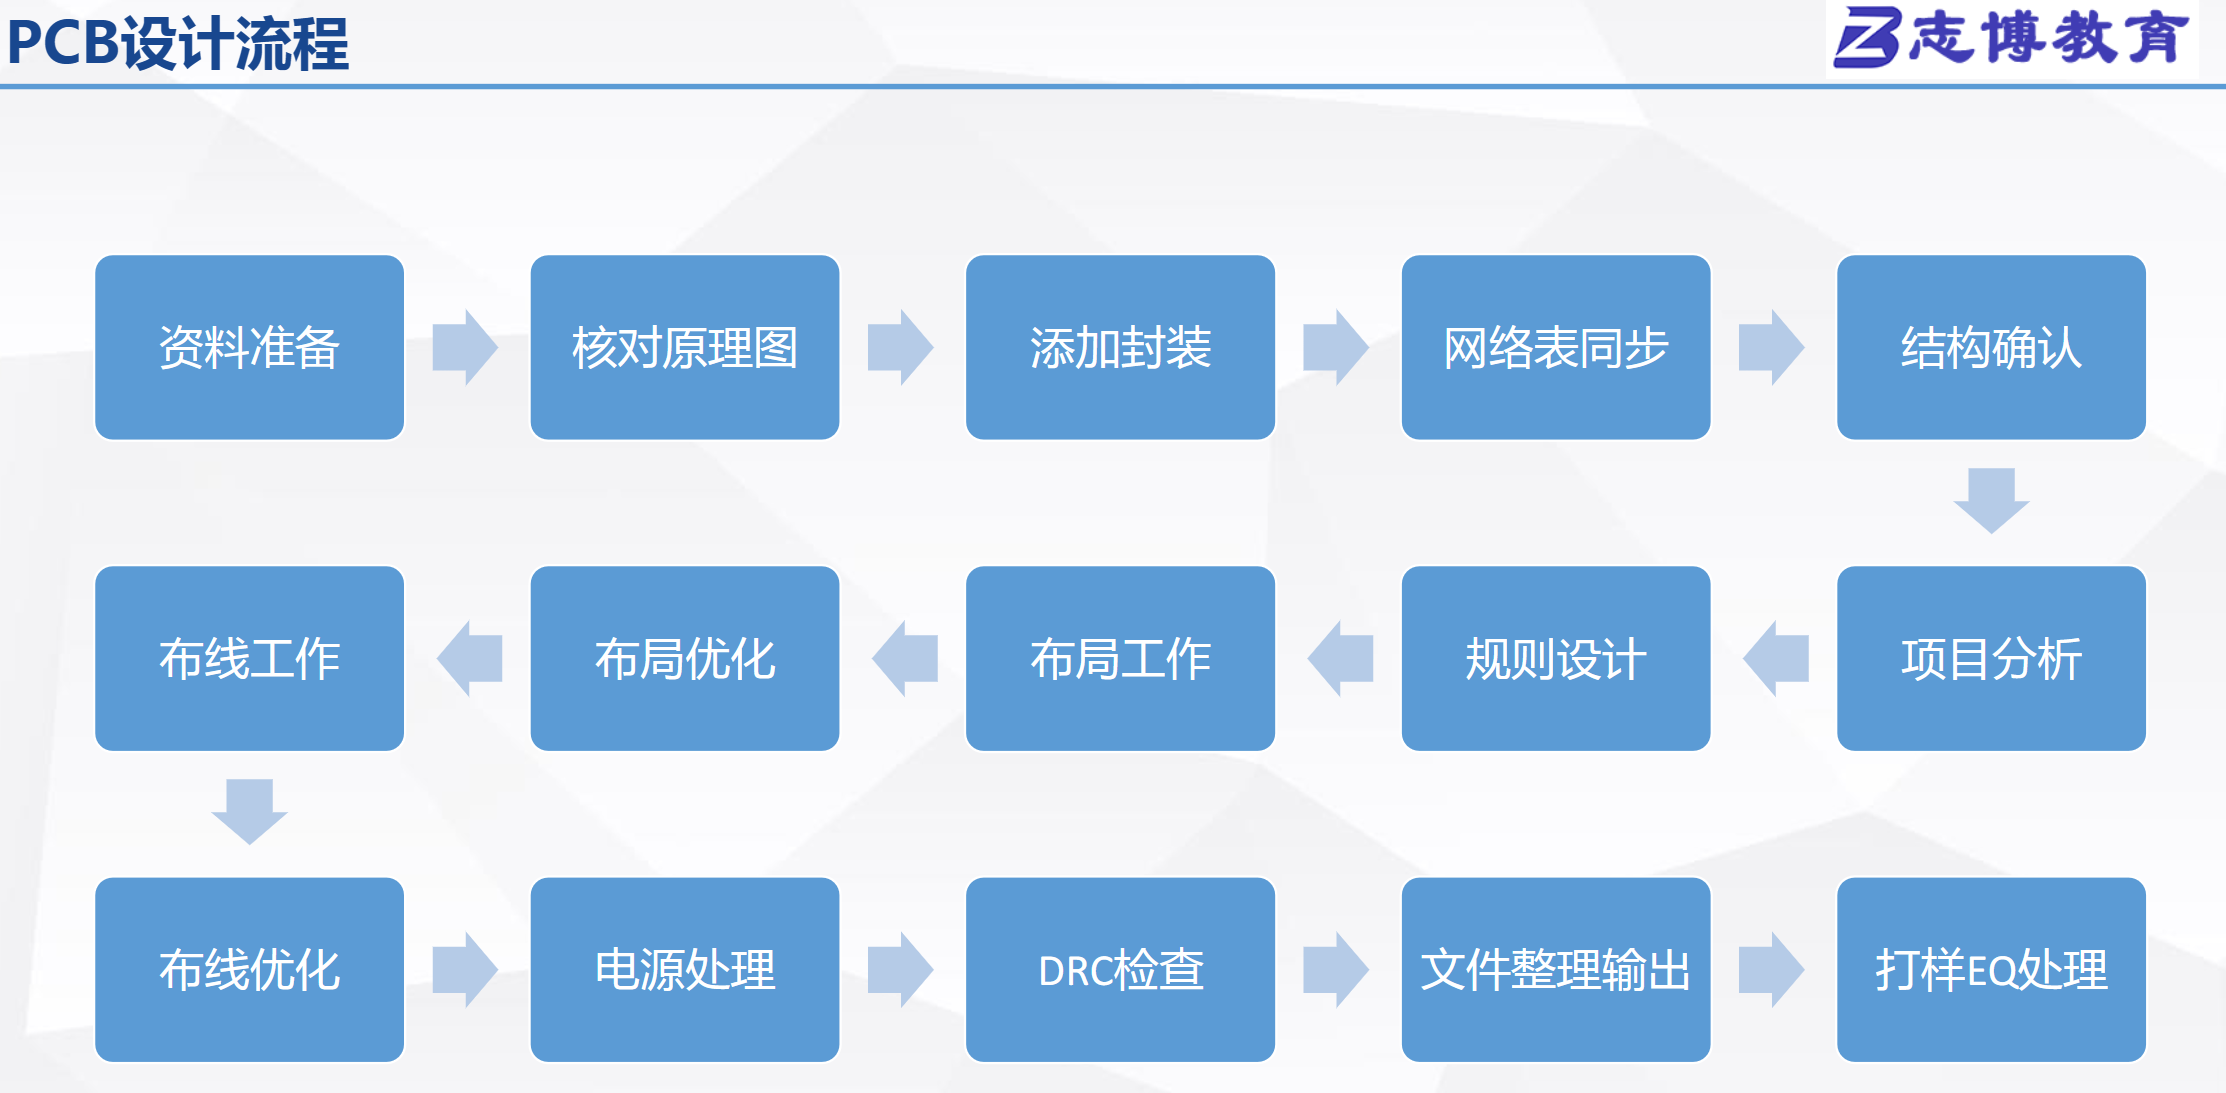 PCB设计流程
志博教育
资料准备
核对原理图
添加封装
网络表同步
结构确认
项目分析
规则设计
布局工作
布局优化
布线工作
布线优化
电源处理
DRC检查
文件整理输出
打样EQ处理